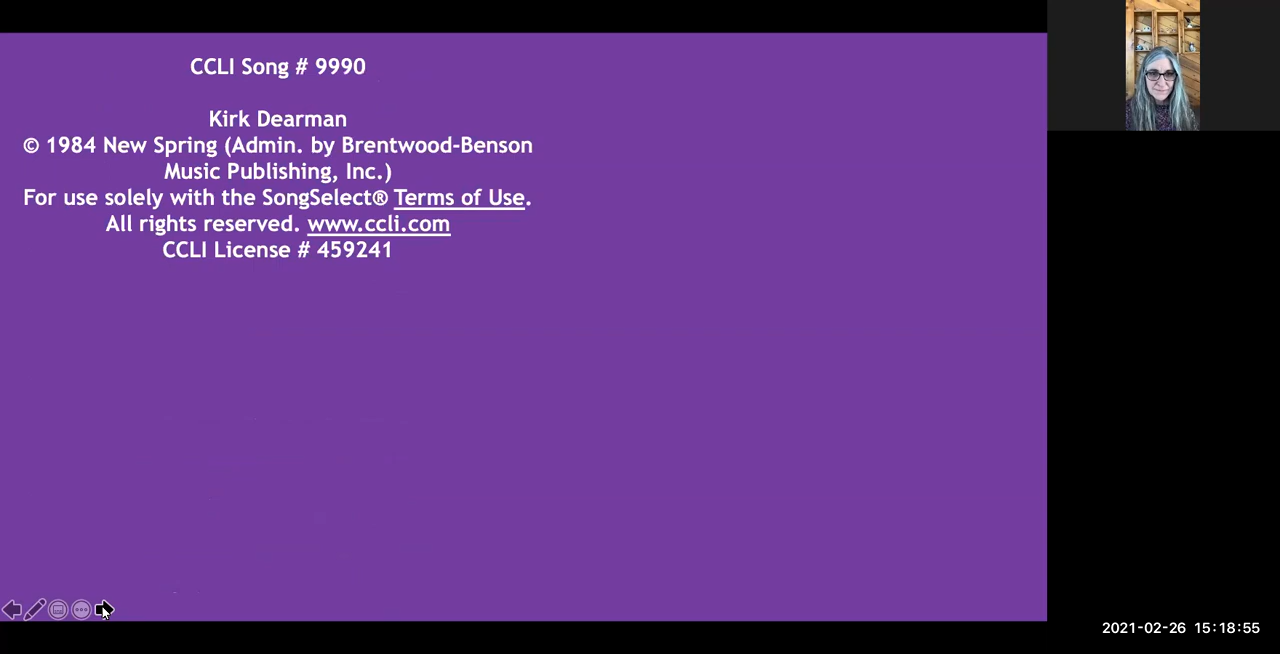 CCLI Song # 9990
Kirk Dearman
© 1984 New Spring (Admin. by Brentwood-Benson
Music Publishing, Inc.)
For use solely with the SongSelect® Terms of Use.
All rights reserved. www.ccli.com
CCLI License # 459241
2021-02-26 15:18:55